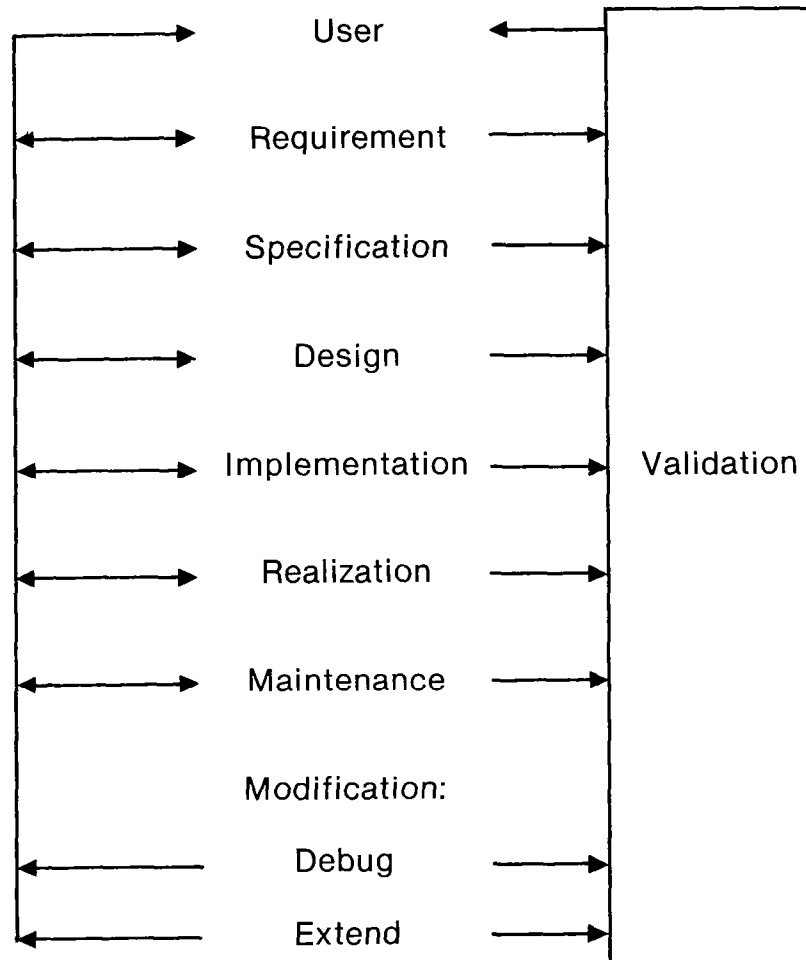 User
Requirement
Specification
Design
Implementation
Validation
Realization
Maintenance
Modification:
Debug
Extend